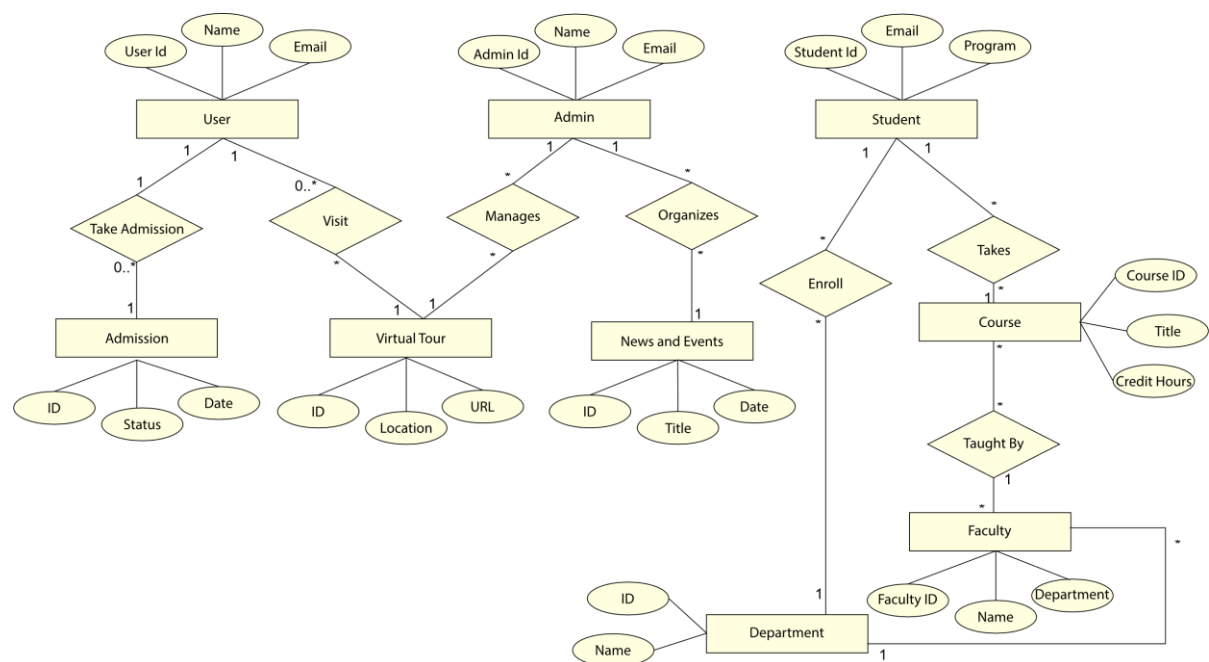 Name
Name
Email
User Id
Email
Admin Id
Email
Student Id
Program
User
Admin
Student
1
1
1
1
1
1
1
0..*
*
*
*
*
Take Admission
Visit
Manages
Organizes
Takes
0..*
*
*
*
Enroll
*
Course ID
1
1
1
1
1
*
Admission
Virtual Tour
News and Events
Course
Title
*
Credit Hours
ID
Status
Date
ID
Location
URL
ID
Title
Date
*
Taught By
1
*
Faculty
*
Faculty ID
Name
Department
ID
1
Name
Department
1